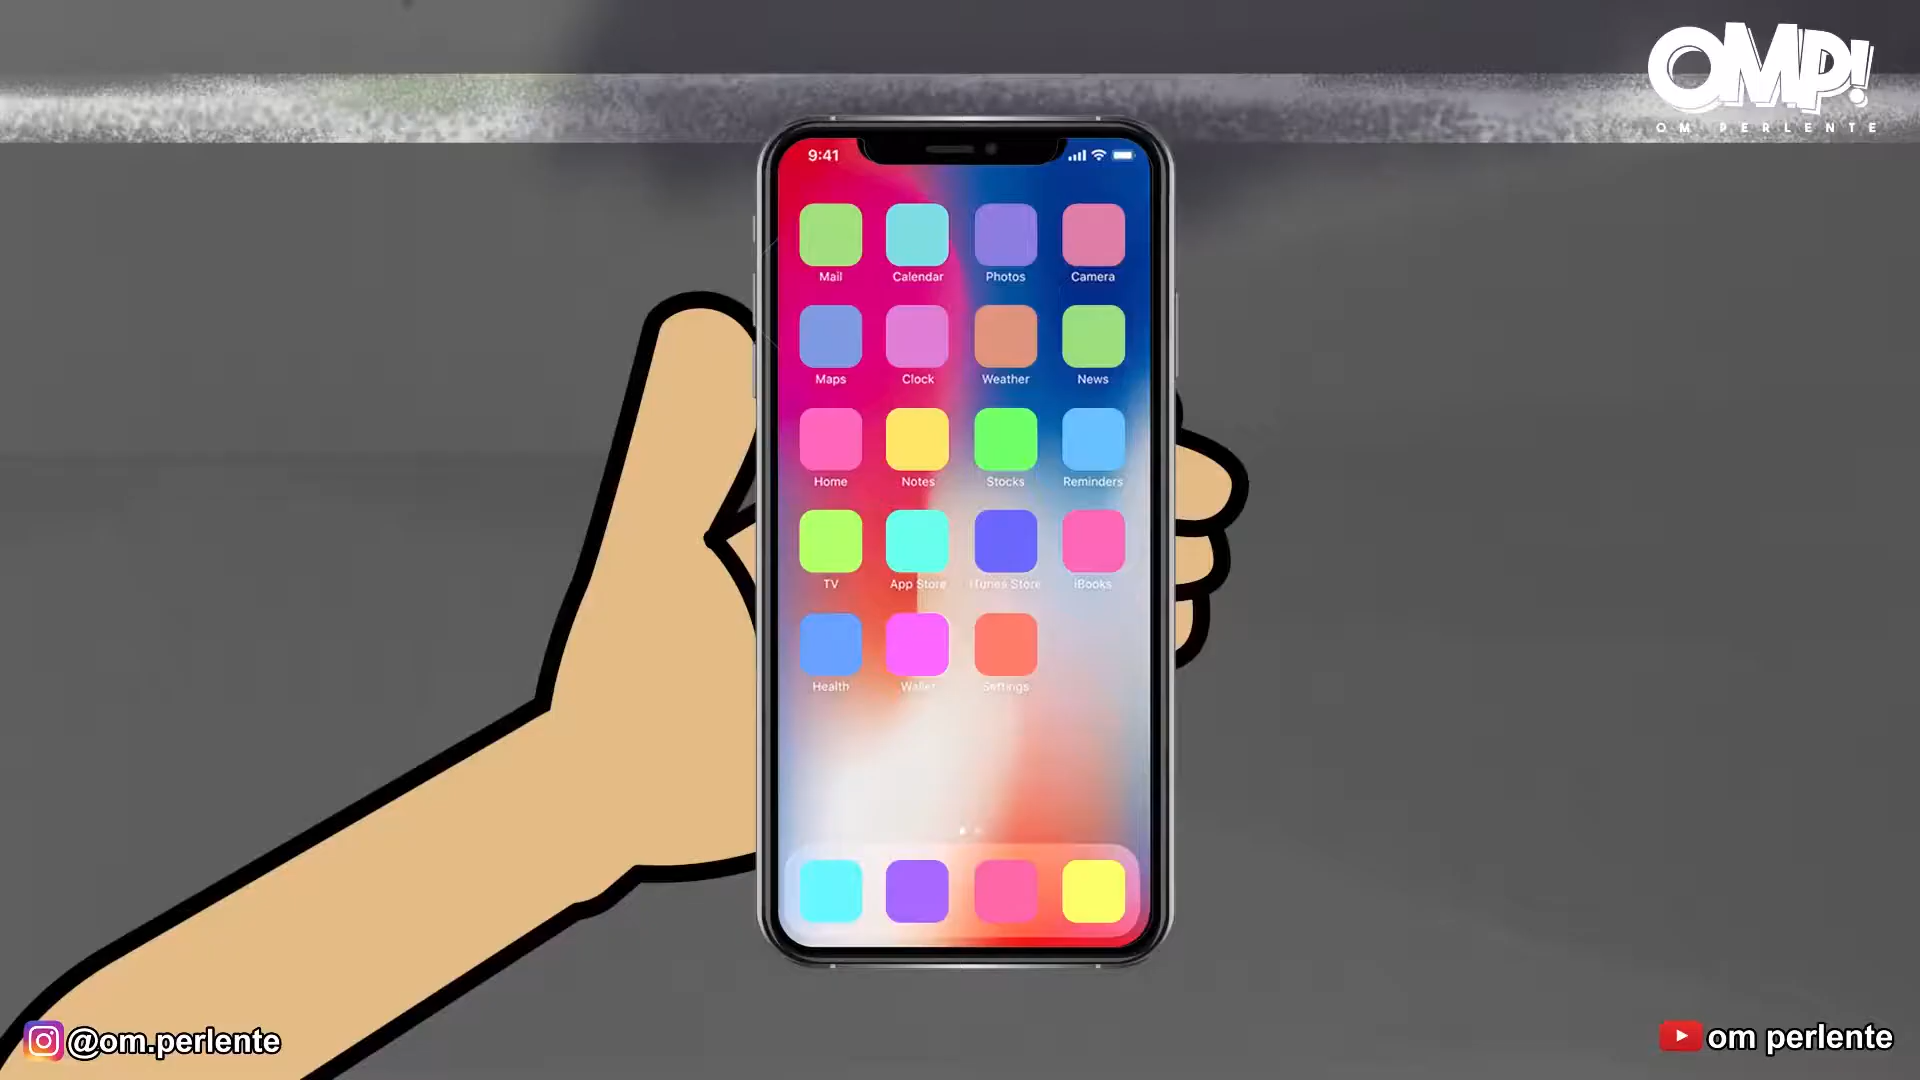 OMP!
OM PERLENTE
9:41
Mail Calendar Photos Camera
Maps Clock Weather News
Home Notes Stocks Reminders
TV App Store iTunes Store iBooks
Health Wallet Settings
@om.perlente
om perlente